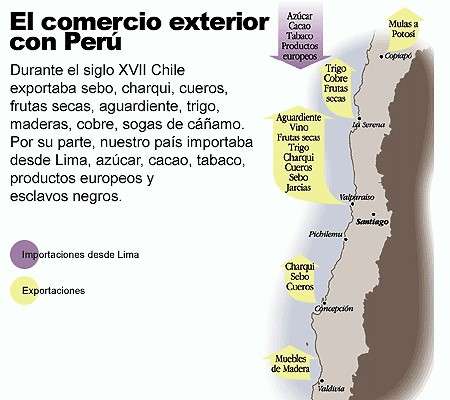 El comercio exterior
con Perú
Durante el siglo XVII Chile
exportaba sebo, charqui, cueros,
frutas secas, aguardiente, trigo,
maderas, cobre, sogas de cáñamo.
Por su parte, nuestro país importaba
desde Lima, azúcar, cacao, tabaco,
productos europeos y
esclavos negros.
Importaciones desde Lima
Exportaciones
Azúcar
Cacao
Tabaco
Productos
europeos
Mulas a
Potosí
Copiapó
Trigo
Cobre
Frutas
secas
La Serena
Aguardiente
Vino
Frutas secas
Trigo
Charqui
Cueros
Sebo
Jarcias
Valparaíso
Santiago
Pichilemu
Charqui
Sebo
Cueros
Concepción
Muebles
de Madera
Valdivia